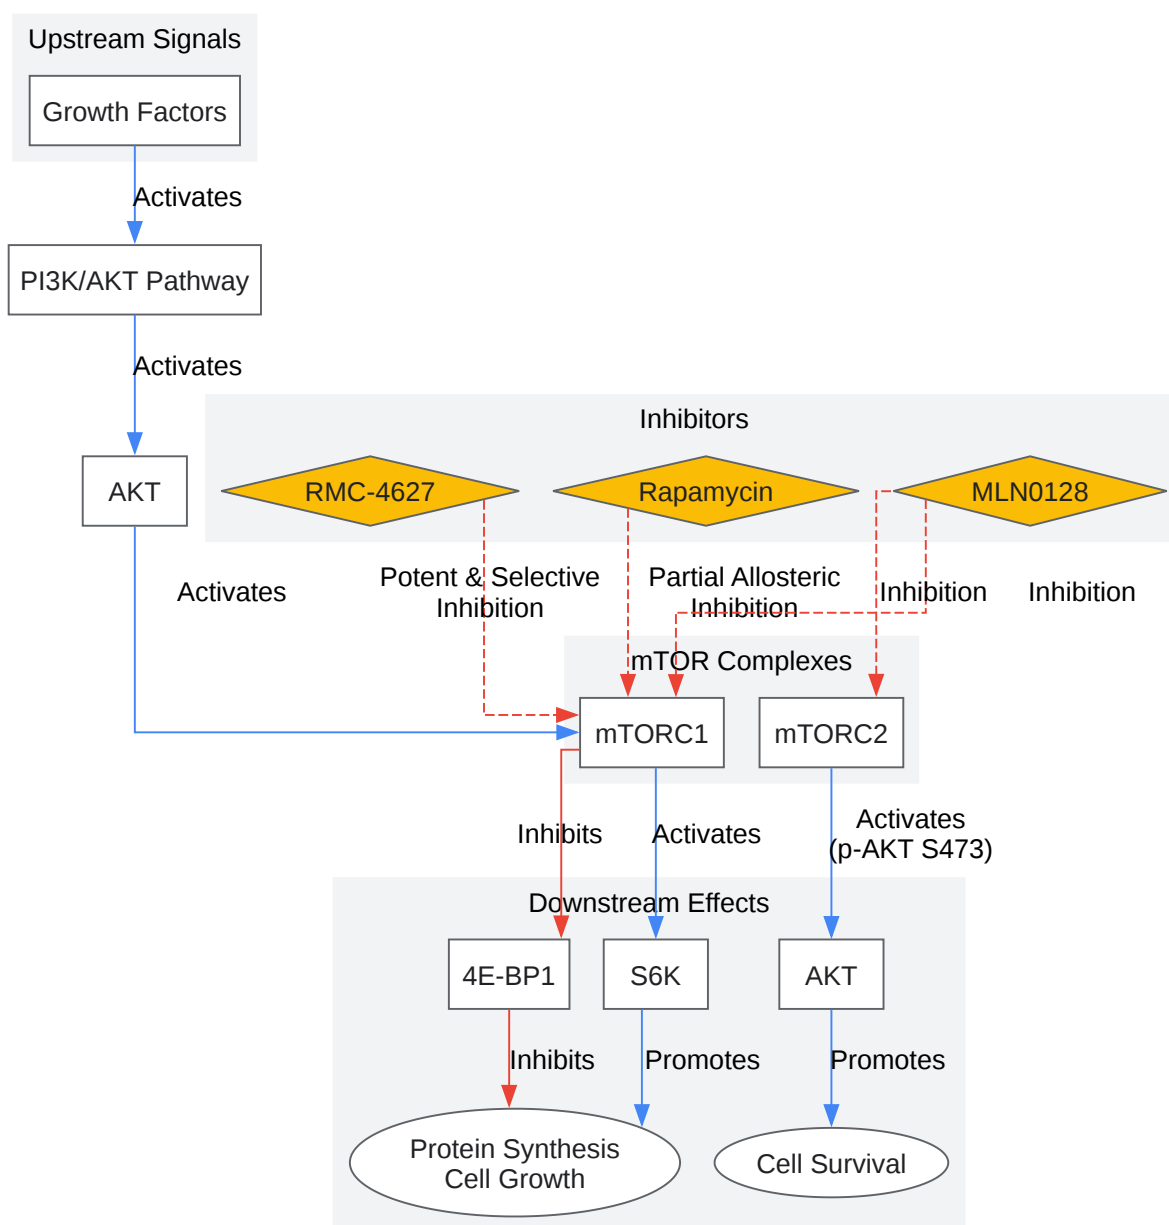 Upstream Signals
Growth Factors
Activates
PI3K/AKT Pathway
Activates
Inhibitors
AKT
RMC-4627
Rapamycin
MLN0128
Activates
Potent & Selective
Inhibition
Partial Allosteric
Inhibition
Inhibition
Inhibition
mTOR Complexes
mTORC1
mTORC2
Inhibits
Activates
Activates
(p-AKT S473)
Downstream Effects
4E-BP1
S6K
AKT
Inhibits
Promotes
Promotes
Protein Synthesis
Cell Growth
Cell Survival